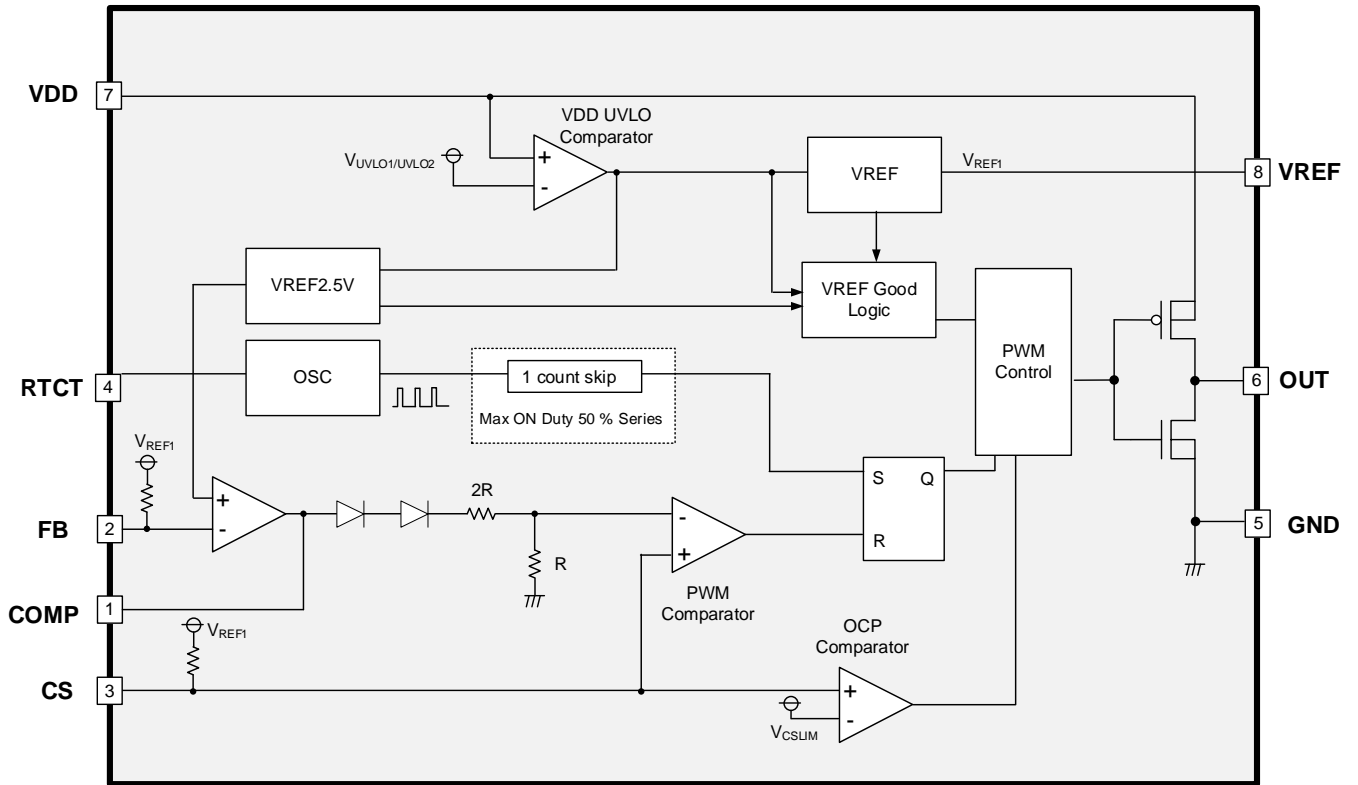 VDD
7
VDD UVLO
Comparator
VUVLO1/UVLO2
+
-
VREF
VREF1
8
VREF
VREF2.5V
VREF Good
Logic
PWM
Control
RTCT
4
OSC
1 count skip
Max ON Duty 50 % Series
6
OUT
VREF1
FB
2
+
-
2R
R
-
+
PWM
Comparator
S
Q
R
5
GND
COMP
1
VREF1
CS
3
OCP
Comparator
+
-
VCSLIM